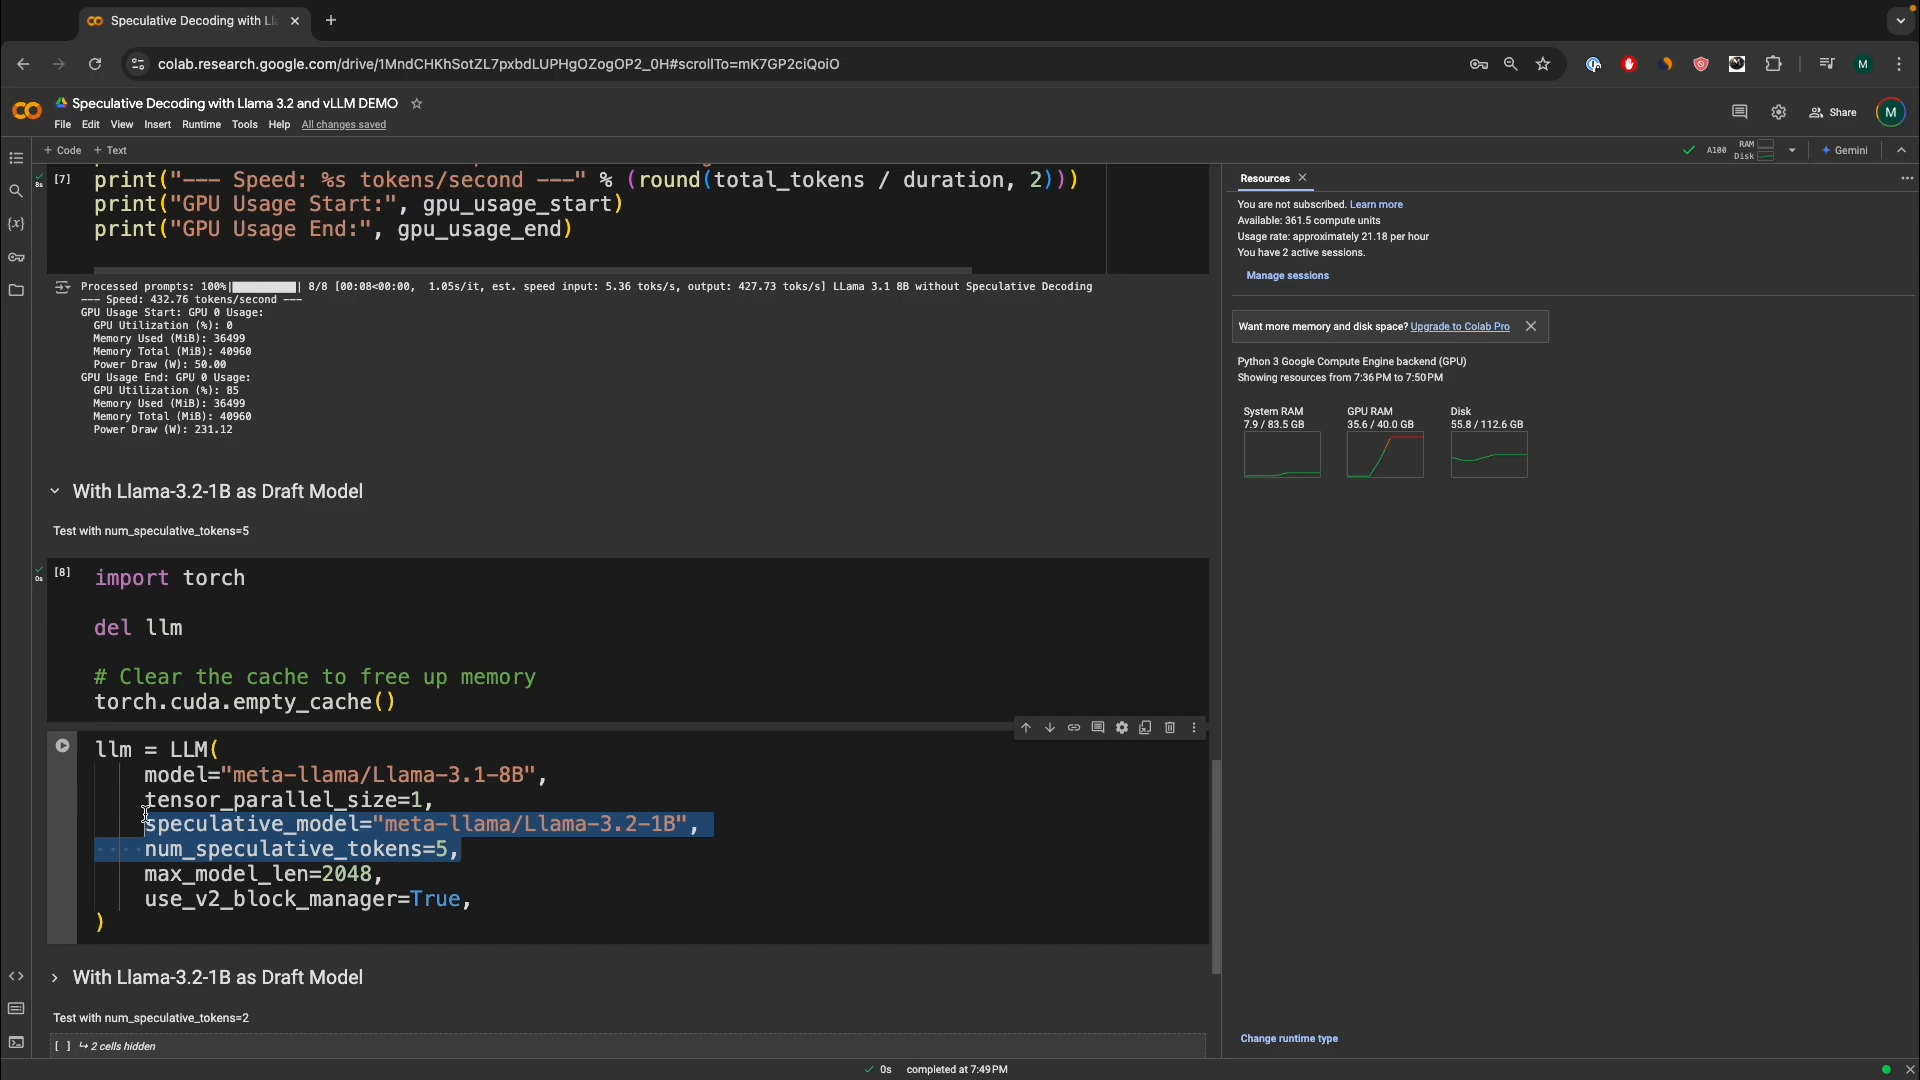 Speculative Decoding with Ll
colab.research.google.com/drive/1MndCHKhSotZL7pxbdLUPHgOZogOP2_0H#scrollTo=mK7GP2ciQoiO
M
Speculative Decoding with Llama 3.2 and vLLM DEMO
File Edit View Insert Runtime Tools Help All changes saved
Share
M
+ Code + Text
A100 RAM Disk
Gemini
8s
[7] print("--- Speed: %s tokens/second ---" % (round(total_tokens / duration, 2)))
print("GPU Usage Start:", gpu_usage_start)
print("GPU Usage End:", gpu_usage_end)
Processed prompts: 100%| | 8/8 [00:08<00:00, 1.05s/it, est. speed input: 5.36 toks/s, output: 427.73 toks/s] LLama 3.1 8B without Speculative Decoding
--- Speed: 432.76 tokens/second ---
GPU Usage Start: GPU 0 Usage:
GPU Utilization (%): 0
Memory Used (MiB): 36499
Memory Total (MiB): 40960
Power Draw (W): 50.00
GPU Usage End: GPU 0 Usage:
GPU Utilization (%): 85
Memory Used (MiB): 36499
Memory Total (MiB): 40960
Power Draw (W): 231.12
With Llama-3.2-1B as Draft Model
Test with num_speculative_tokens=5
0s
[8] import torch
del llm
# Clear the cache to free up memory
torch.cuda.empty_cache()
llm = LLM(
model="meta-llama/Llama-3.1-8B",
tensor_parallel_size=1,
speculative_model="meta-llama/Llama-3.2-1B",
num_speculative_tokens=5,
max_model_len=2048,
use_v2_block_manager=True,
)
With Llama-3.2-1B as Draft Model
Test with num_speculative_tokens=2
[ ] ↳ 2 cells hidden
Resources
You are not subscribed. Learn more
Available: 361.5 compute units
Usage rate: approximately 21.18 per hour
You have 2 active sessions.
Manage sessions
Want more memory and disk space? Upgrade to Colab Pro
Python 3 Google Compute Engine backend (GPU)
Showing resources from 7:36 PM to 7:50 PM
System RAM
7.9 / 83.5 GB
GPU RAM
35.6 / 40.0 GB
Disk
55.8 / 112.6 GB
Change runtime type
0s completed at 7:49 PM